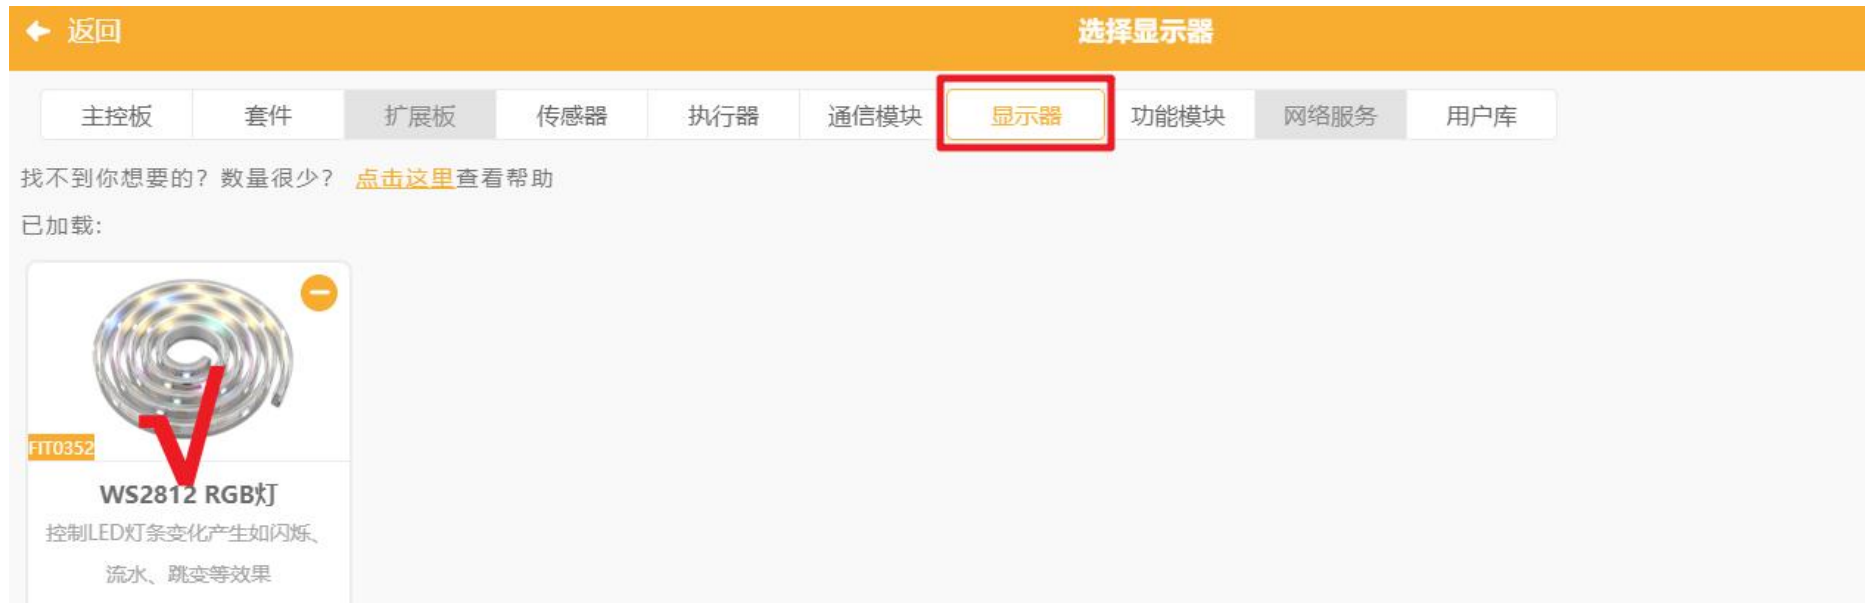 返回
选择显示器
主控板 套件 扩展板 传感器 执行器 通信模块 显示器 功能模块 网络服务 用户库
找不到你想要的？数量很少？ 点击这里查看帮助
已加载:
FIT0352
WS2812 RGB灯
控制LED灯条变化产生如闪烁、
流水、跳变等效果